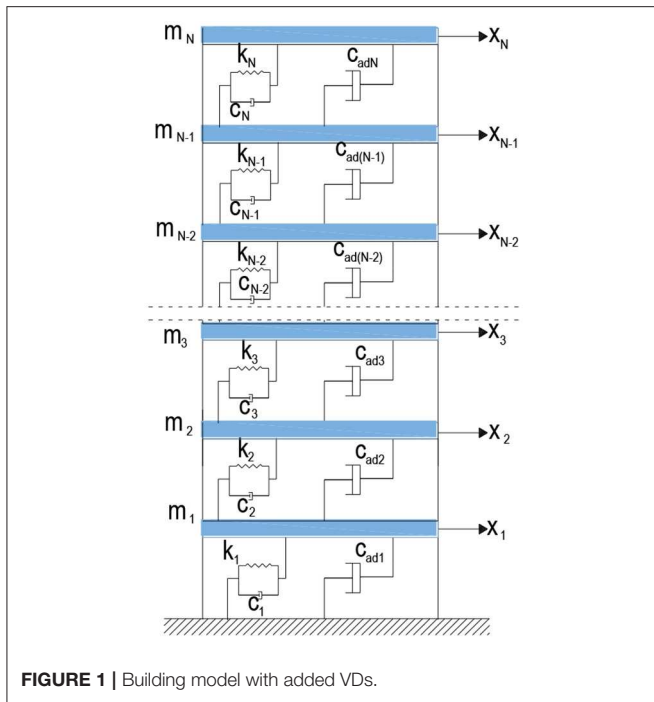 m_N
X_N
k_N
c_adN
c_N
m_N-1
X_N-1
k_N-1
c_ad(N-1)
c_N-1
m_N-2
X_N-2
k_N-2
c_ad(N-2)
c_N-2
m_3
X_3
k_3
c_ad3
c_3
m_2
X_2
k_2
c_ad2
c_2
m_1
X_1
k_1
c_ad1
c_1
FIGURE 1 | Building model with added VDs.